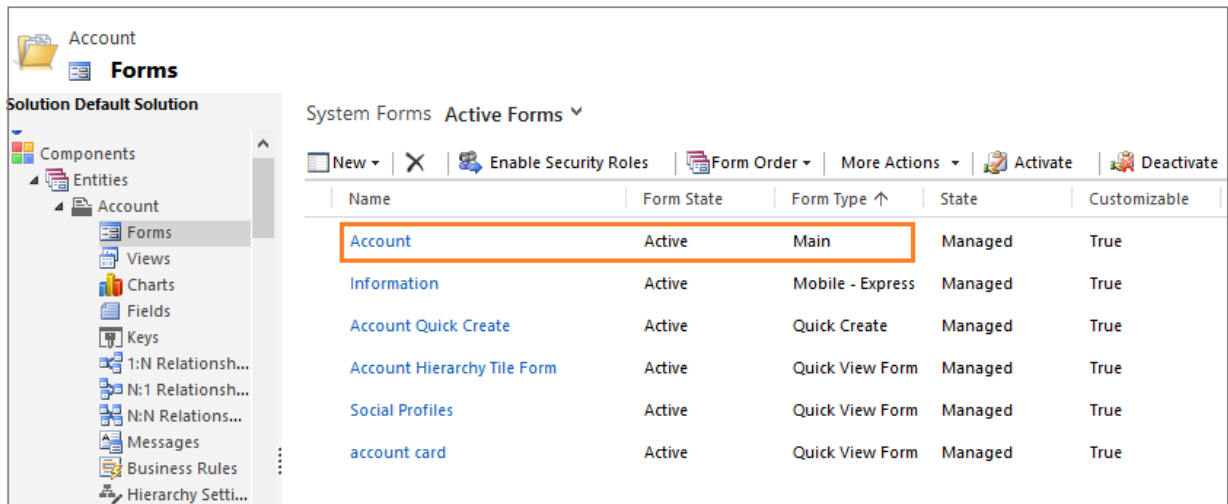 Account
Forms
Solution Default Solution
Components
Entities
Account
Forms
Views
Charts
Fields
Keys
1:N Relationsh...
N:1 Relationsh...
N:N Relations...
Messages
Business Rules
Hierarchy Setti...
System Forms Active Forms
New Enable Security Roles Form Order More Actions Activate Deactivate
Name Form State Form Type State Customizable
Account Active Main Managed True
Information Active Mobile - Express Managed True
Account Quick Create Active Quick Create Managed True
Account Hierarchy Tile Form Active Quick View Form Managed True
Social Profiles Active Quick View Form Managed True
account card Active Quick View Form Managed True